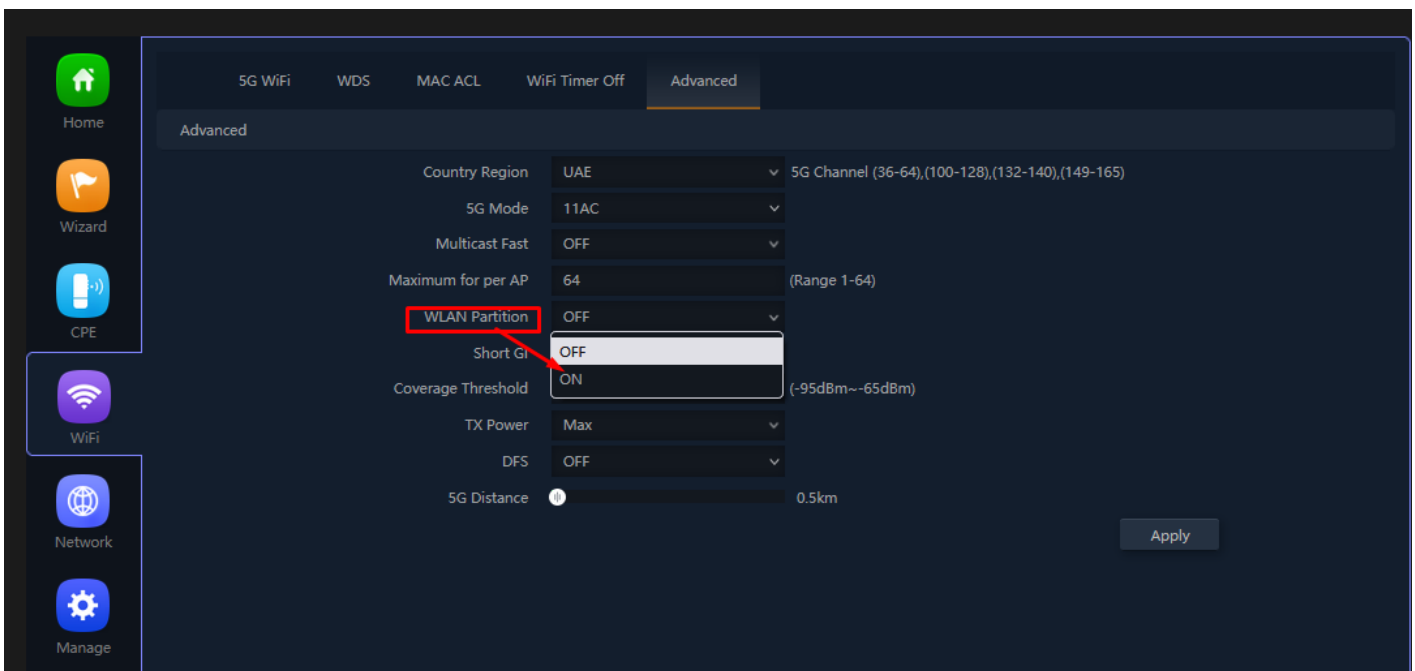 5G WiFi WDS MAC ACL WiFi Timer Off Advanced
Home
Advanced
Country Region UAE 5G Channel (36-64),(100-128),(132-140),(149-165)
5G Mode 11AC
Wizard
Multicast Fast OFF
Maximum for per AP 64 (Range 1-64)
WLAN Partition OFF
CPE
Short GI OFF
ON
Coverage Threshold (-95dBm~-65dBm)
TX Power Max
WiFi
DFS OFF
5G Distance 0.5km
Network
Apply
Manage